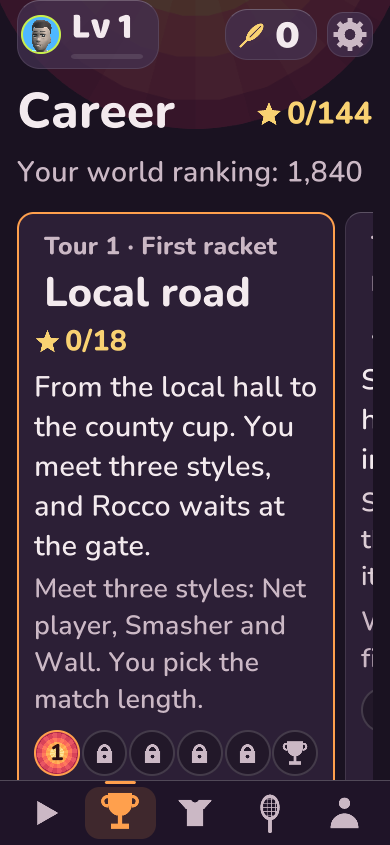 Lv 1
0
Career
0/144
Your world ranking: 1,840
Tour 1 · First racket
Local road
0/18
From the local hall to
the county cup. You
meet three styles,
and Rocco waits at
the gate.
Meet three styles: Net
player, Smasher and
Wall. You pick the
match length.
1